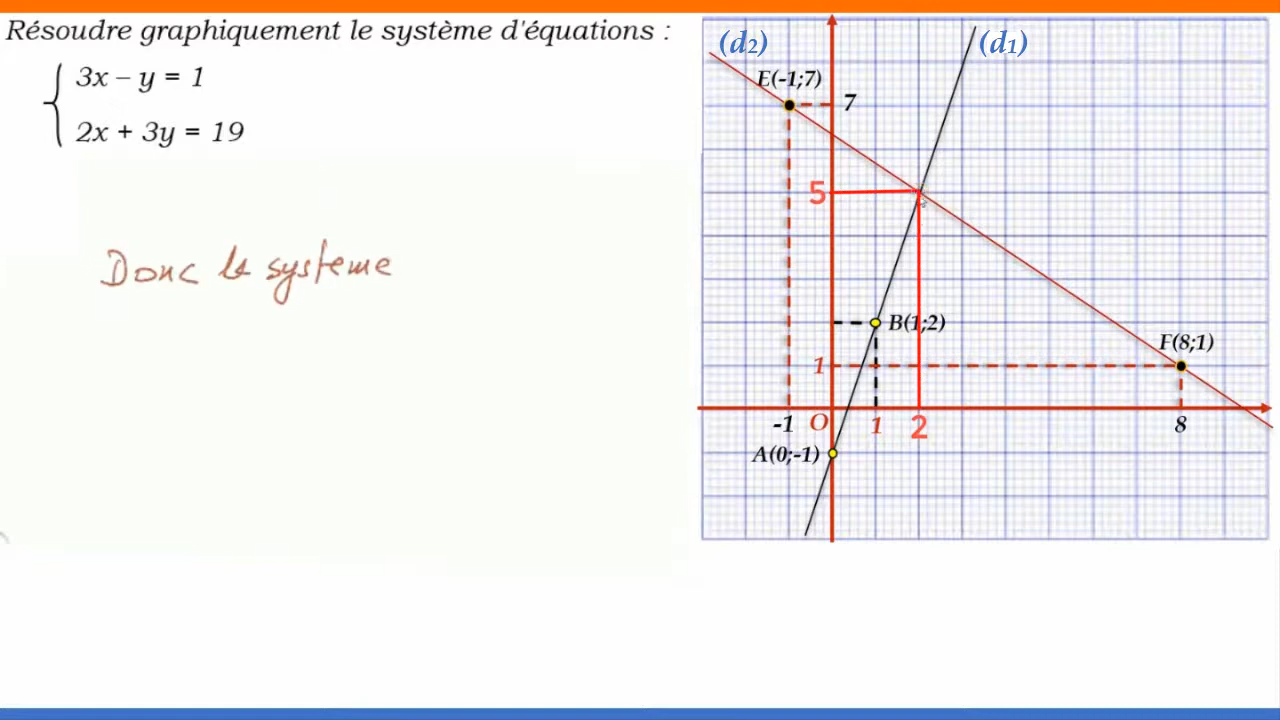 Résoudre graphiquement le système d'équations :
3x – y = 1
2x + 3y = 19
Donc le système
(d2)
(d1)
E(-1;7)
7
5
B(1;2)
F(8;1)
1
-1
O
1
2
8
A(0;-1)